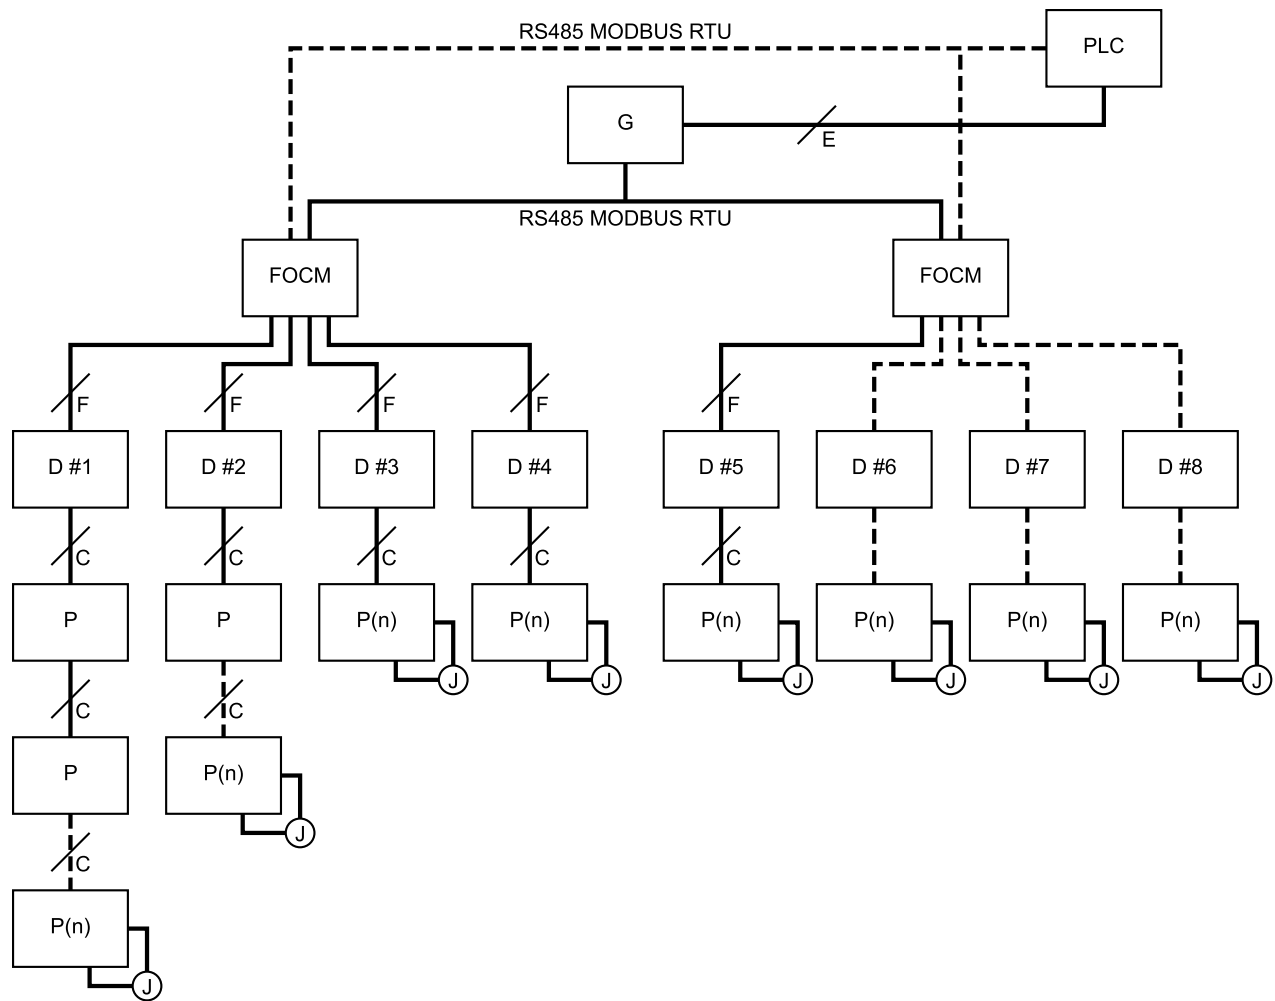 RS485 MODBUS RTU
PLC
G
E
RS485 MODBUS RTU
FOCM
FOCM
F
F
F
F
F
D #1
D #2
D #3
D #4
D #5
D #6
D #7
D #8
C
C
C
C
C
P
P
P(n)
P(n)
P(n)
P(n)
P(n)
P(n)
J
J
J
J
J
J
C
C
P
P(n)
J
C
P(n)
J